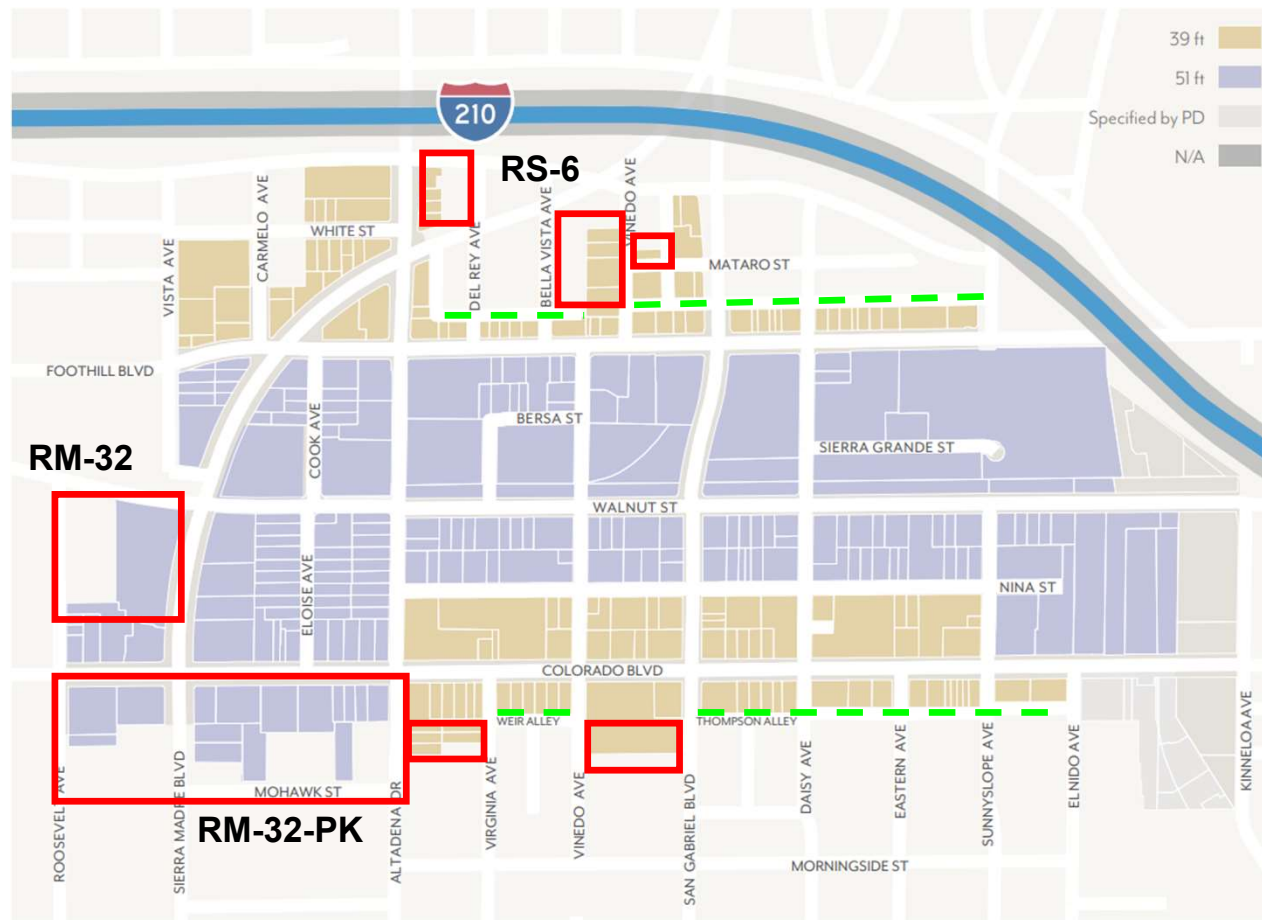 39 ft
51 ft
Specified by PD
N/A
210
RS-6
VISTA AVE
CARMELO AVE
WHITE ST
DEL REY AVE
BELLA VISTA AVE
VINEDO AVE
MATARO ST
FOOTHILL BLVD
COOK AVE
BERSA ST
SIERRA GRANDE ST
RM-32
WALNUT ST
ELOISE AVE
NINA ST
COLORADO BLVD
WEIR ALLEY
THOMPSON ALLEY
ROOSEVELT AVE
SIERRA MADRE BLVD
MOHAWK ST
ALTADENA DR
VIRGINIA AVE
VINEDO AVE
SAN GABRIEL BLVD
DAISY AVE
EASTERN AVE
SUNNYSLOPE AVE
EL NIDO AVE
KINNELOA AVE
RM-32-PK
MORNINGSIDE ST